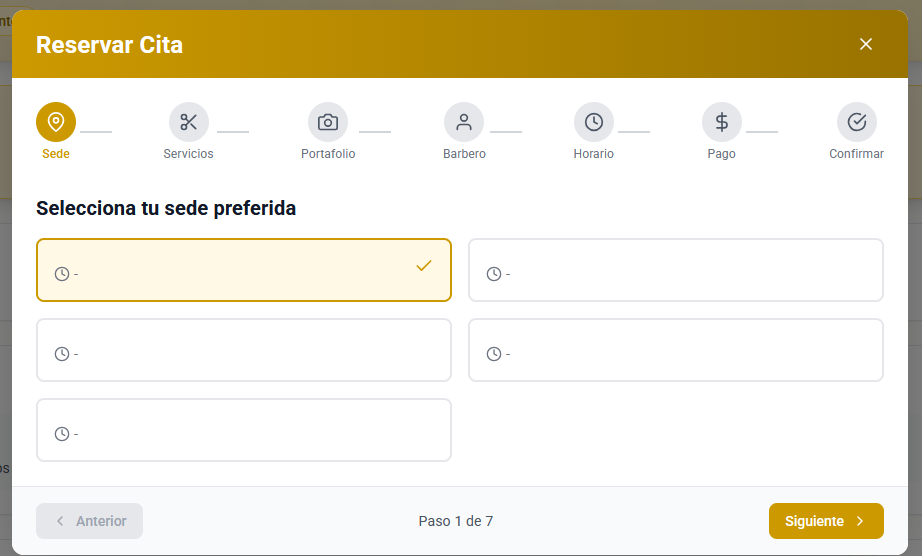 Reservar Cita
Sede
Servicios
Portafolio
Barbero
Horario
Pago
Confirmar
Selecciona tu sede preferida
-
-
-
-
-
Anterior
Paso 1 de 7
Siguiente